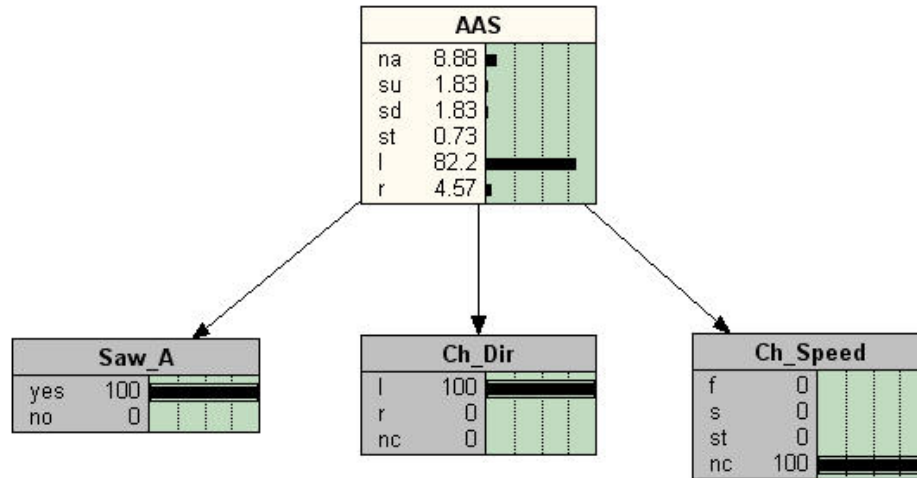 AAS
na 8.88
su 1.83
sd 1.83
st 0.73
l 82.2
r 4.57
Saw_A
yes 100
no 0
Ch_Dir
l 100
r 0
nc 0
Ch_Speed
f 0
s 0
st 0
nc 100